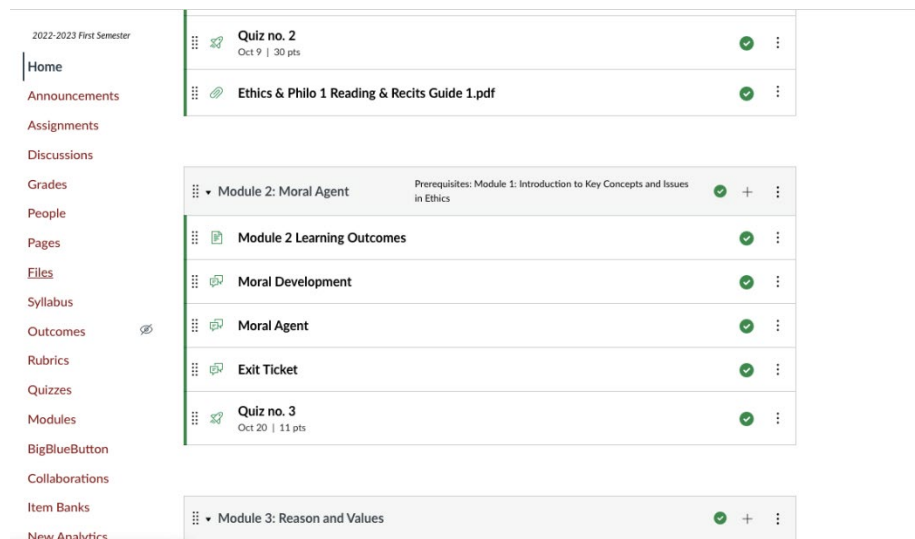 2022-2023 First Semester
Home
Announcements
Assignments
Discussions
Grades
People
Pages
Files
Syllabus
Outcomes
Rubrics
Quizzes
Modules
BigBlueButton
Collaborations
Item Banks
New Analytics
Quiz no. 2
Oct 9 | 30 pts
Ethics & Philo 1 Reading & Recits Guide 1.pdf
Module 2: Moral Agent
Prerequisites: Module 1: Introduction to Key Concepts and Issues
in Ethics
Module 2 Learning Outcomes
Moral Development
Moral Agent
Exit Ticket
Quiz no. 3
Oct 20 | 11 pts
Module 3: Reason and Values